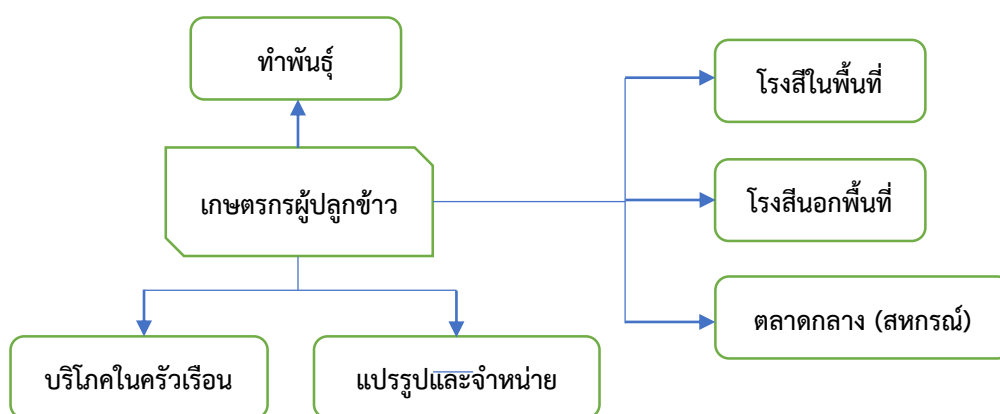 ทำพันธุ์
โรงสีในพื้นที่
เกษตรกรผู้ปลูกข้าว
โรงสีนอกพื้นที่
ตลาดกลาง (สหกรณ์)
บริโภคในครัวเรือน
แปรรูปและจำหน่าย